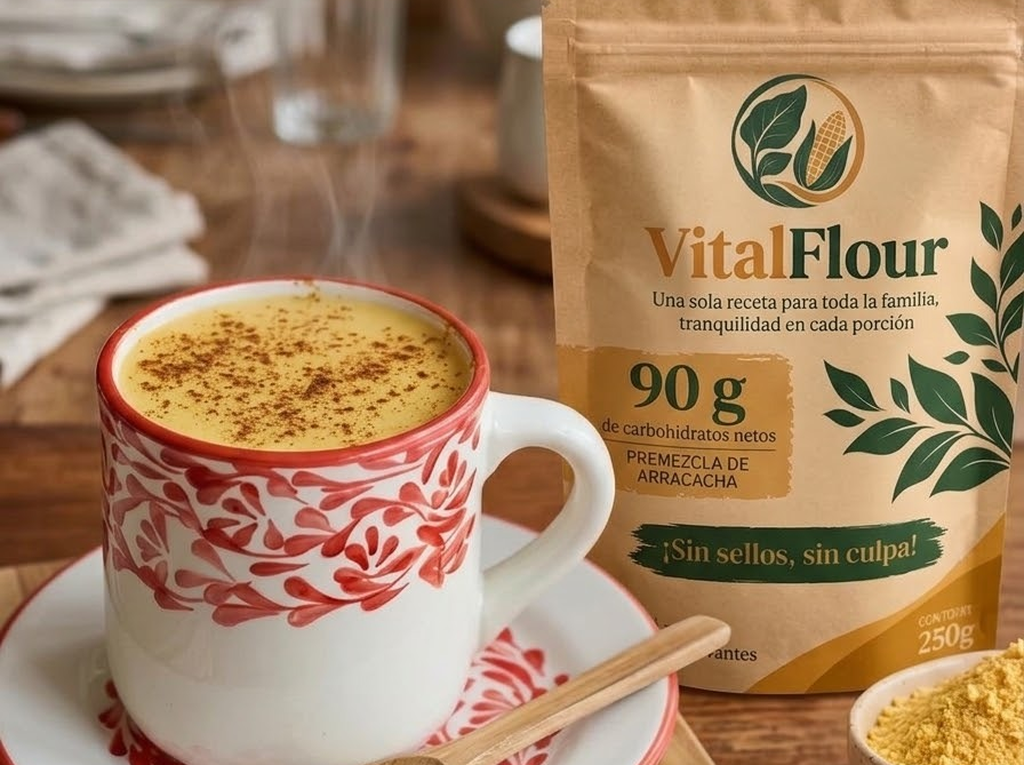 VitalFlour
Una sola receta para toda la familia,
tranquilidad en cada porción
90 g
de carbohidratos netos
PREMEZCLA DE
ARRACACHA
¡Sin sellos, sin culpa!
250g